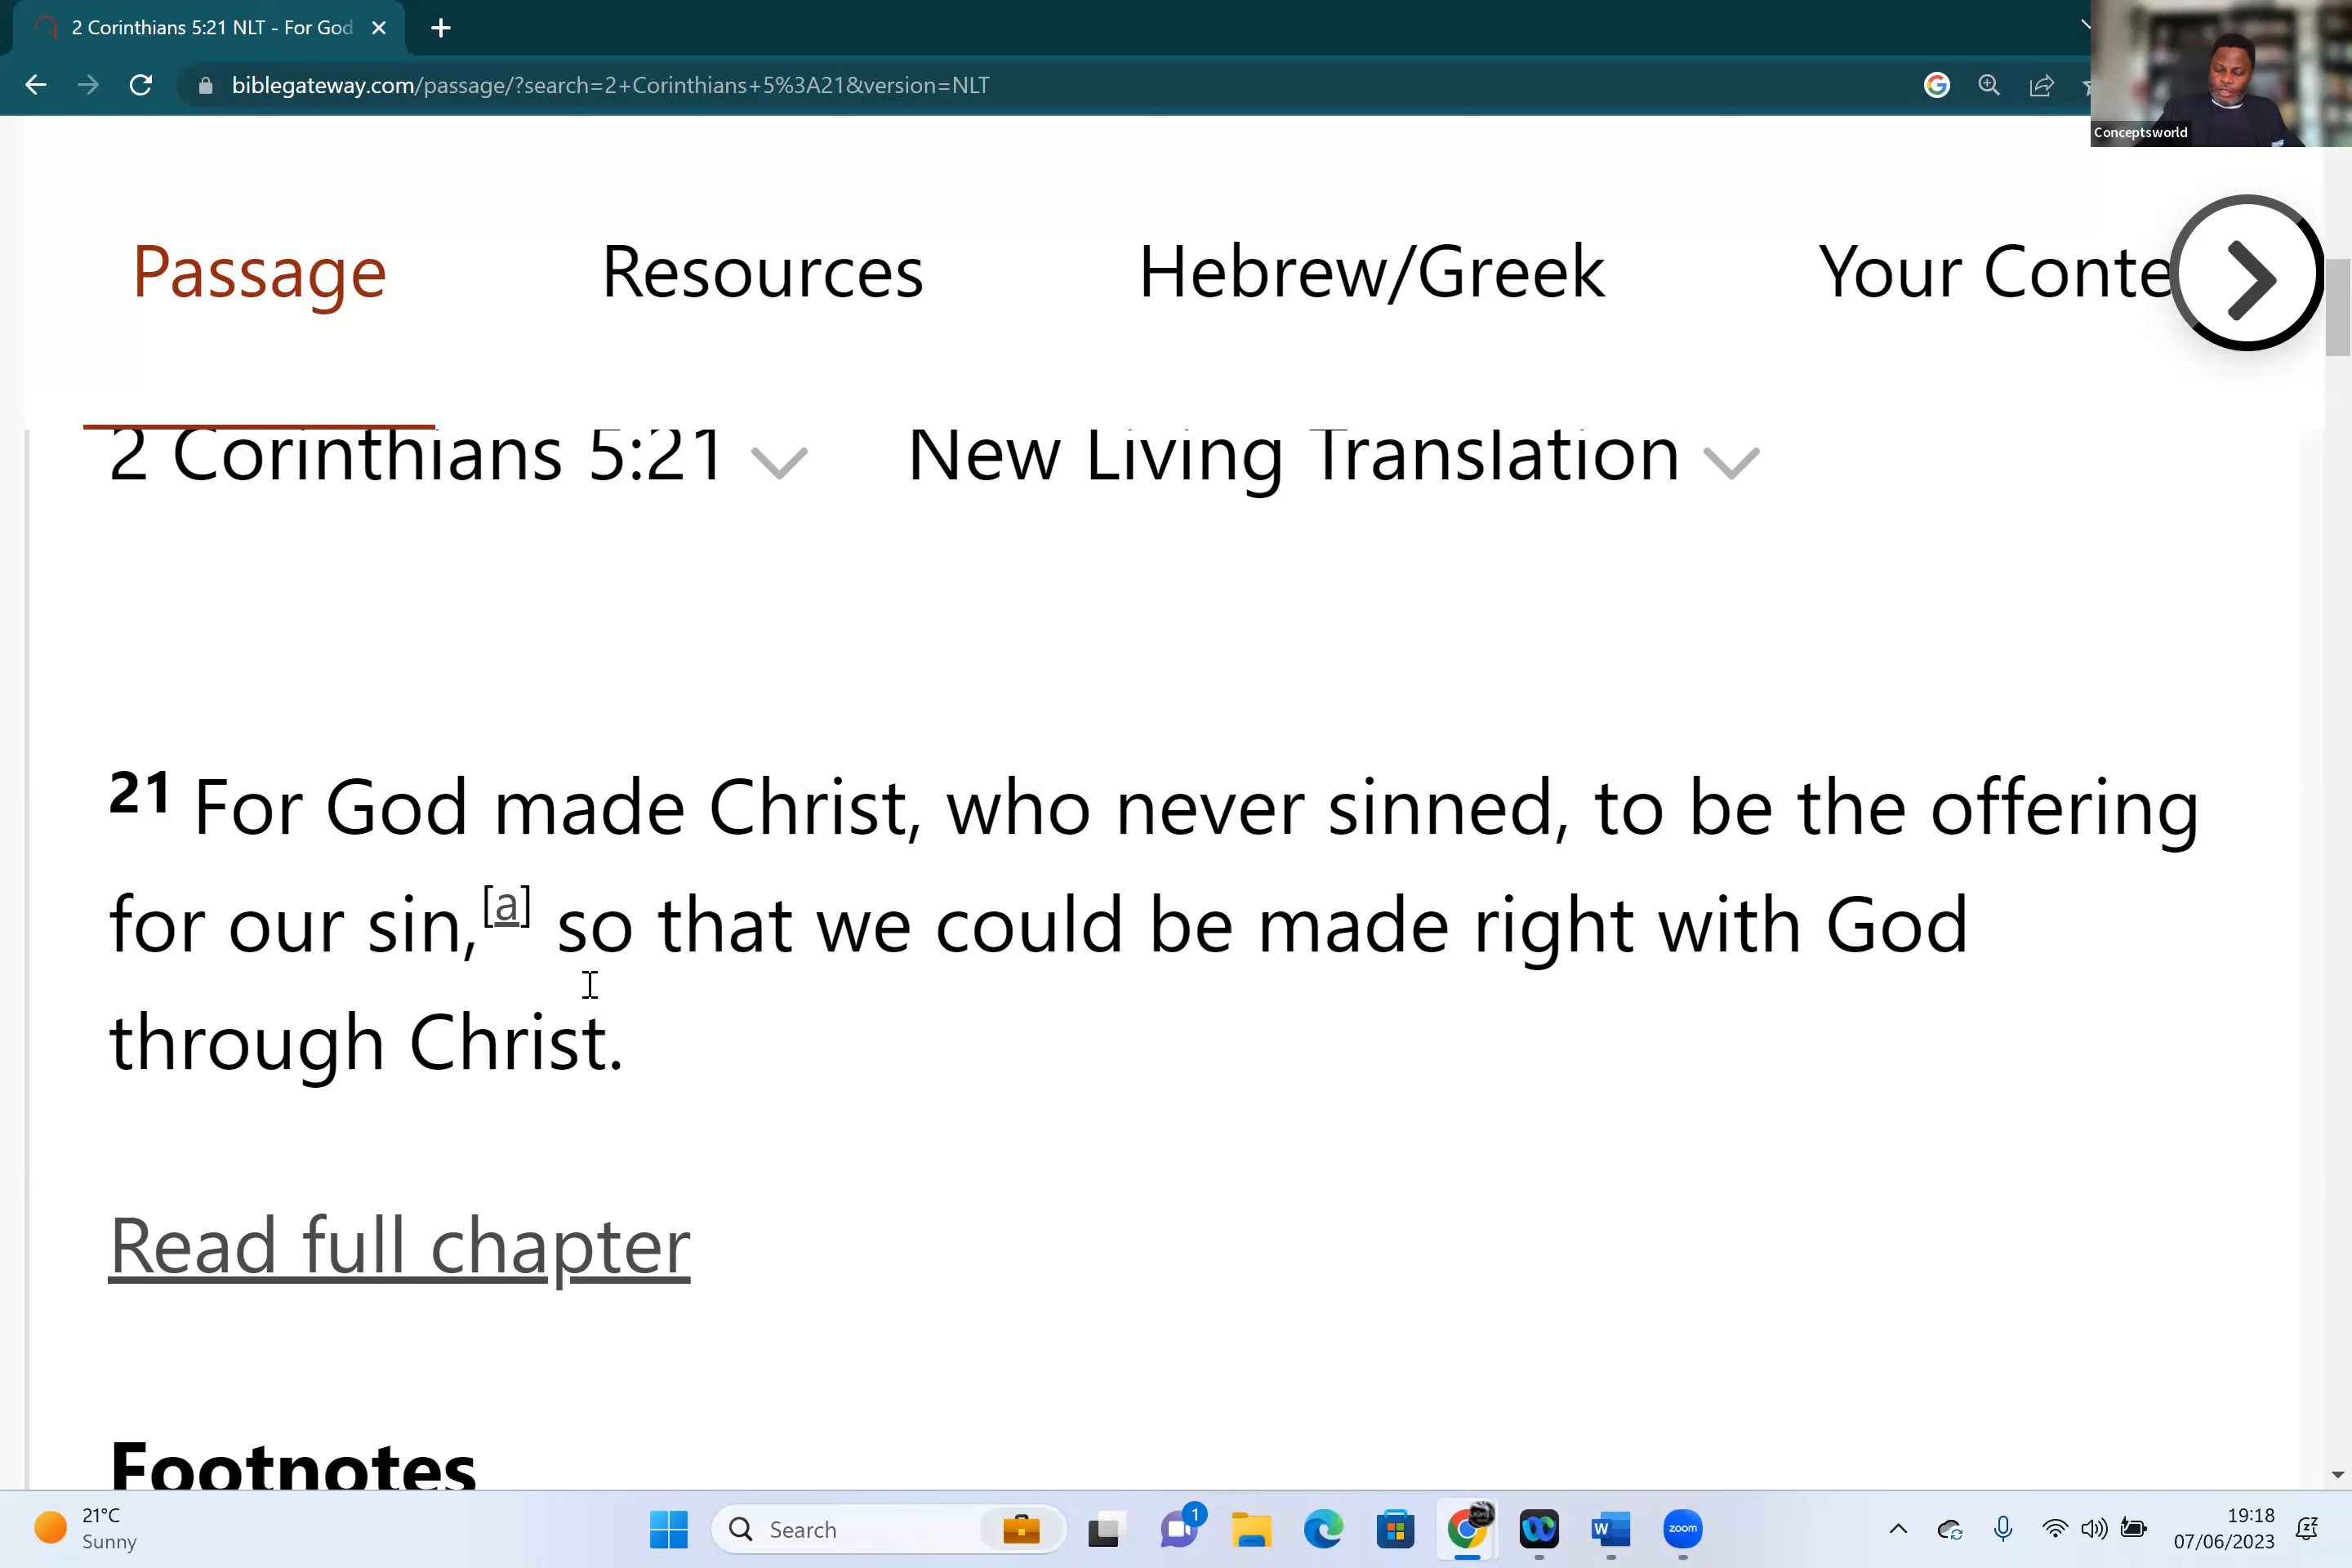 2 Corinthians 5:21 NLT - For God
biblegateway.com/passage/?search=2+Corinthians+5%3A21&version=NLT
Conceptsworld
Passage
Resources
Hebrew/Greek
Your Conte
2 Corinthians 5:21
New Living Translation
21 For God made Christ, who never sinned, to be the offering
for our sin,[a] so that we could be made right with God
through Christ.
Read full chapter
Footnotes
21°C
Sunny
Search
1
W
zoom
19:18
07/06/2023